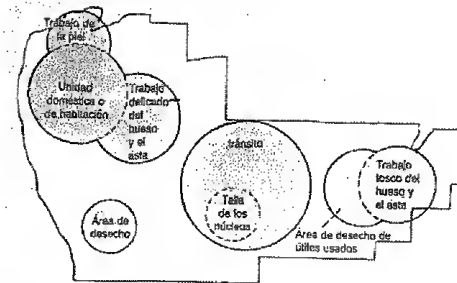 Trabajo de
la piel
Unidad
doméstica o
de habitación
Trabajo
delicado
del
hueso y
el asta
tránsito
Talla
de los
núcleos
Área de
desecho
Área de desecho de
útiles usados
Trabajo
tosco del
hueso y
el asta